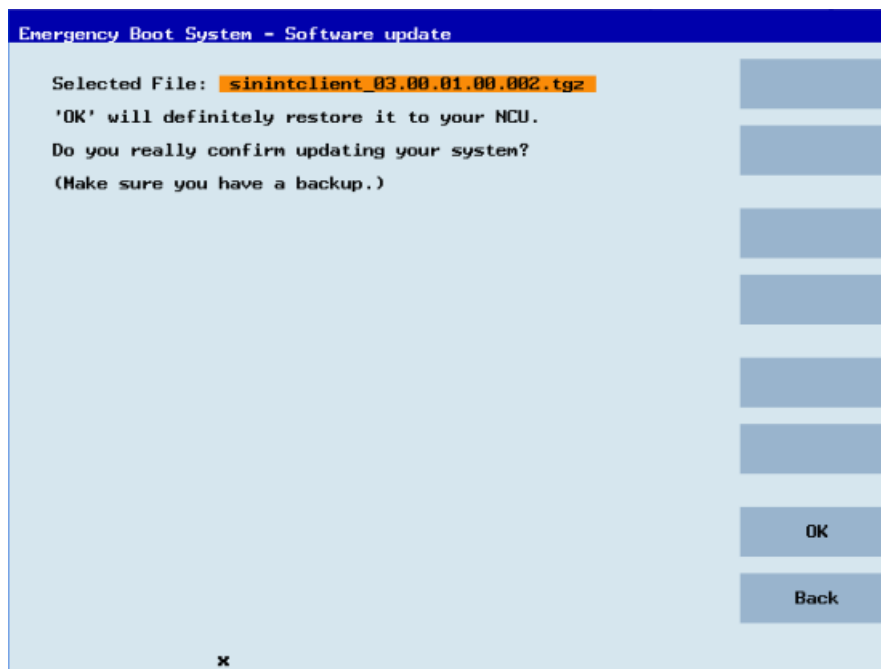 Emergency Boot System - Software update
Selected File: sinintclient_03.00.01.00.002.tgz
'OK' will definitely restore it to your NCU.
Do you really confirm updating your system?
(Make sure you have a backup.)
OK
Back
x